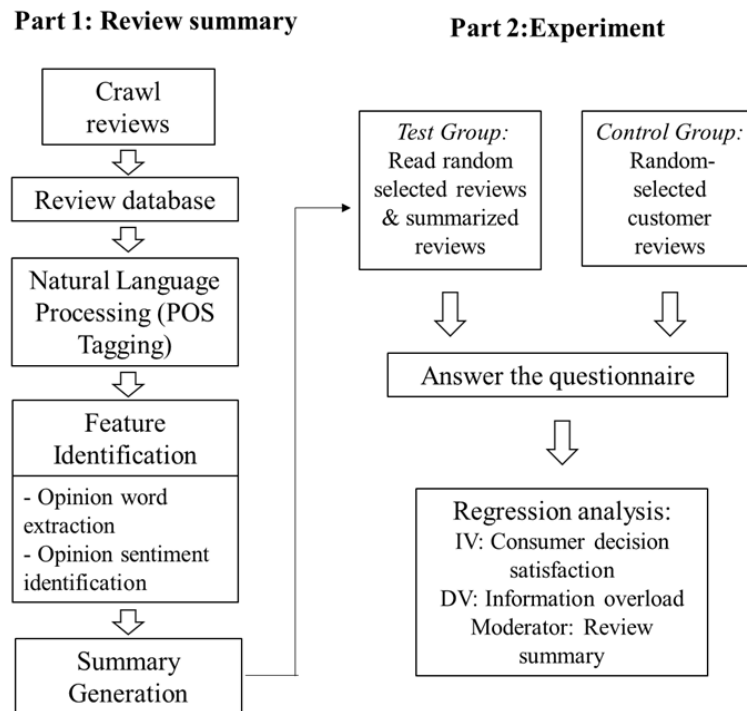 Part 1: Review summary
Crawl
reviews
Review database
Natural Language
Processing (POS
Tagging)
Feature
Identification
- Opinion word
extraction
- Opinion sentiment
identification
Summary
Generation
Part 2:Experiment
Test Group:
Read random
selected reviews
& summarized
reviews
Control Group:
Random-
selected
customer
reviews
Answer the questionnaire
Regression analysis:
IV: Consumer decision
satisfaction
DV: Information overload
Moderator: Review
summary